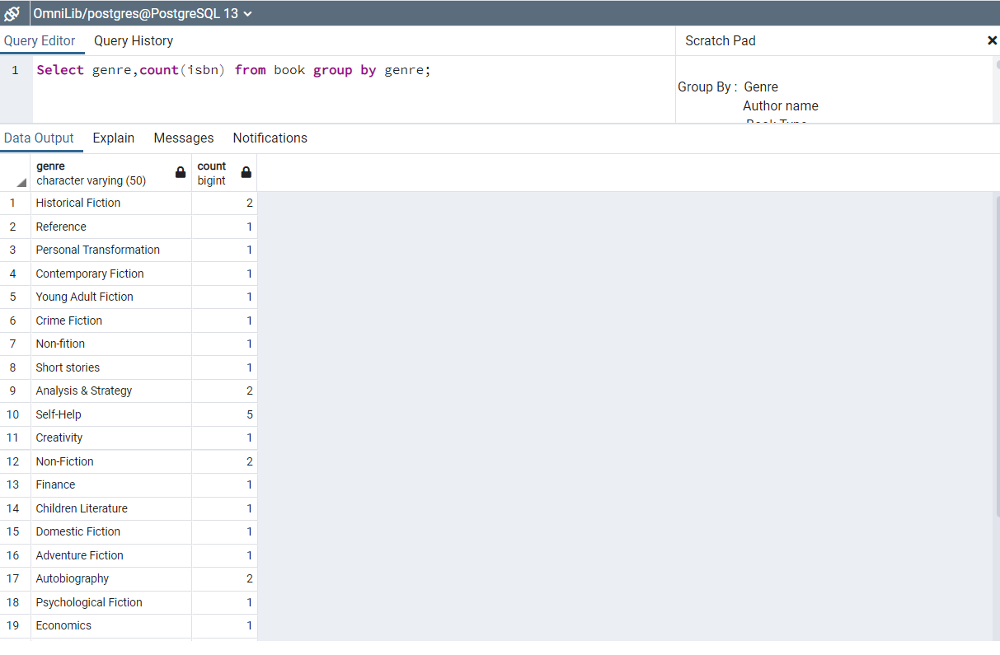 OmniLib/postgres@PostgreSQL 13
Query Editor Query History Scratch Pad
1 Select genre,count(isbn) from book group by genre;
Group By : Genre
Author name
Book Type
Data Output Explain Messages Notifications
genre count
character varying (50) bigint
1 Historical Fiction 2
2 Reference 1
3 Personal Transformation 1
4 Contemporary Fiction 1
5 Young Adult Fiction 1
6 Crime Fiction 1
7 Non-fition 1
8 Short stories 1
9 Analysis & Strategy 2
10 Self-Help 5
11 Creativity 1
12 Non-Fiction 2
13 Finance 1
14 Children Literature 1
15 Domestic Fiction 1
16 Adventure Fiction 1
17 Autobiography 2
18 Psychological Fiction 1
19 Economics 1